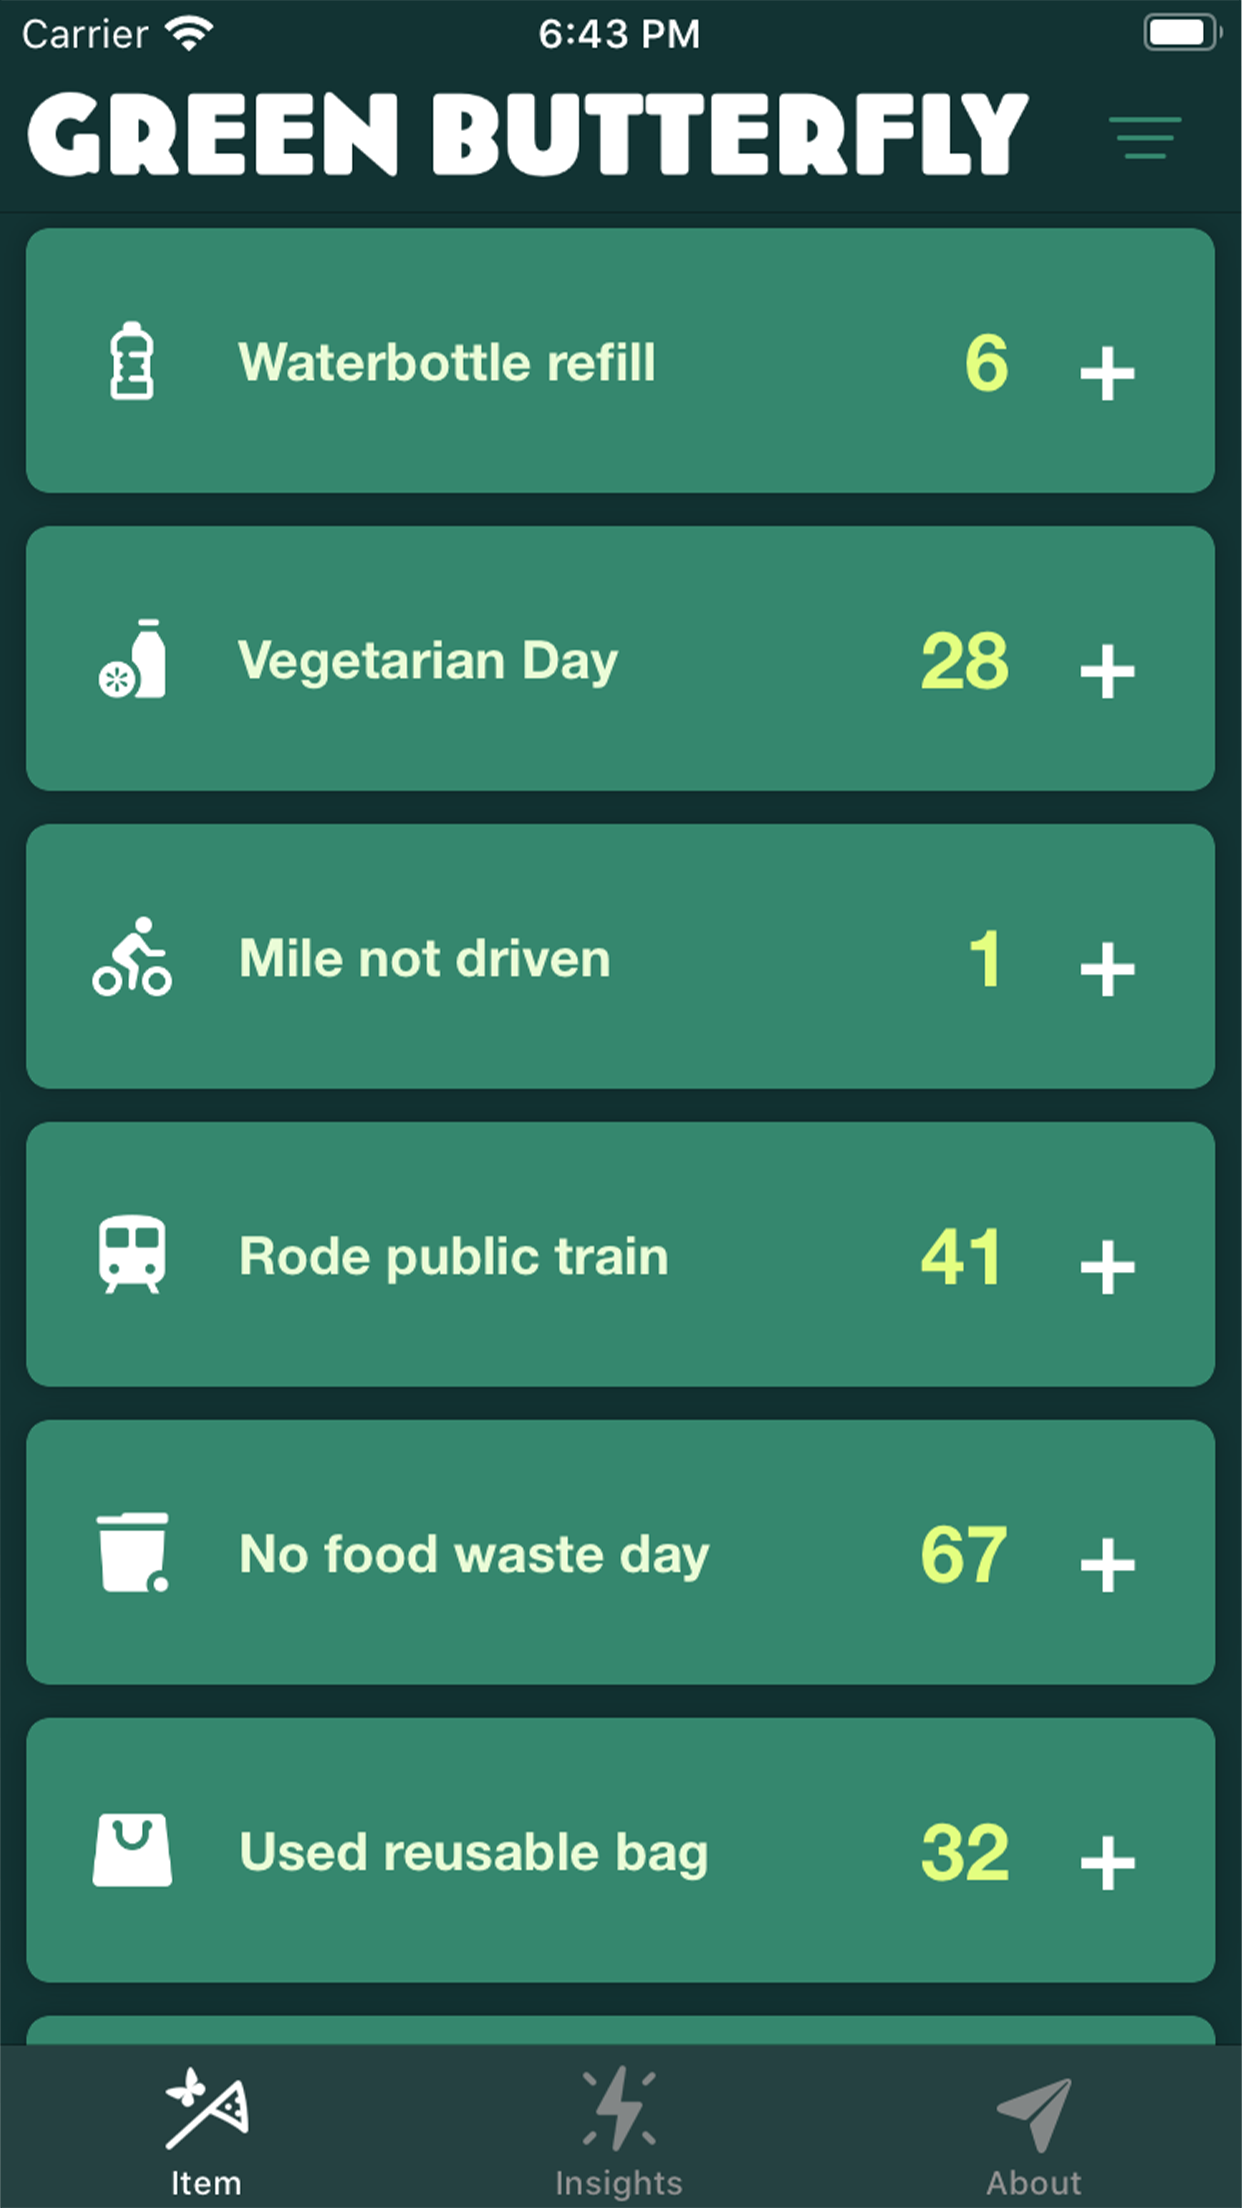 Carrier 6:43 PM
GREEN BUTTERFLY
Waterbottle refill 6 +
Vegetarian Day 28 +
Mile not driven 1 +
Rode public train 41 +
No food waste day 67 +
Used reusable bag 32 +
Item Insights About